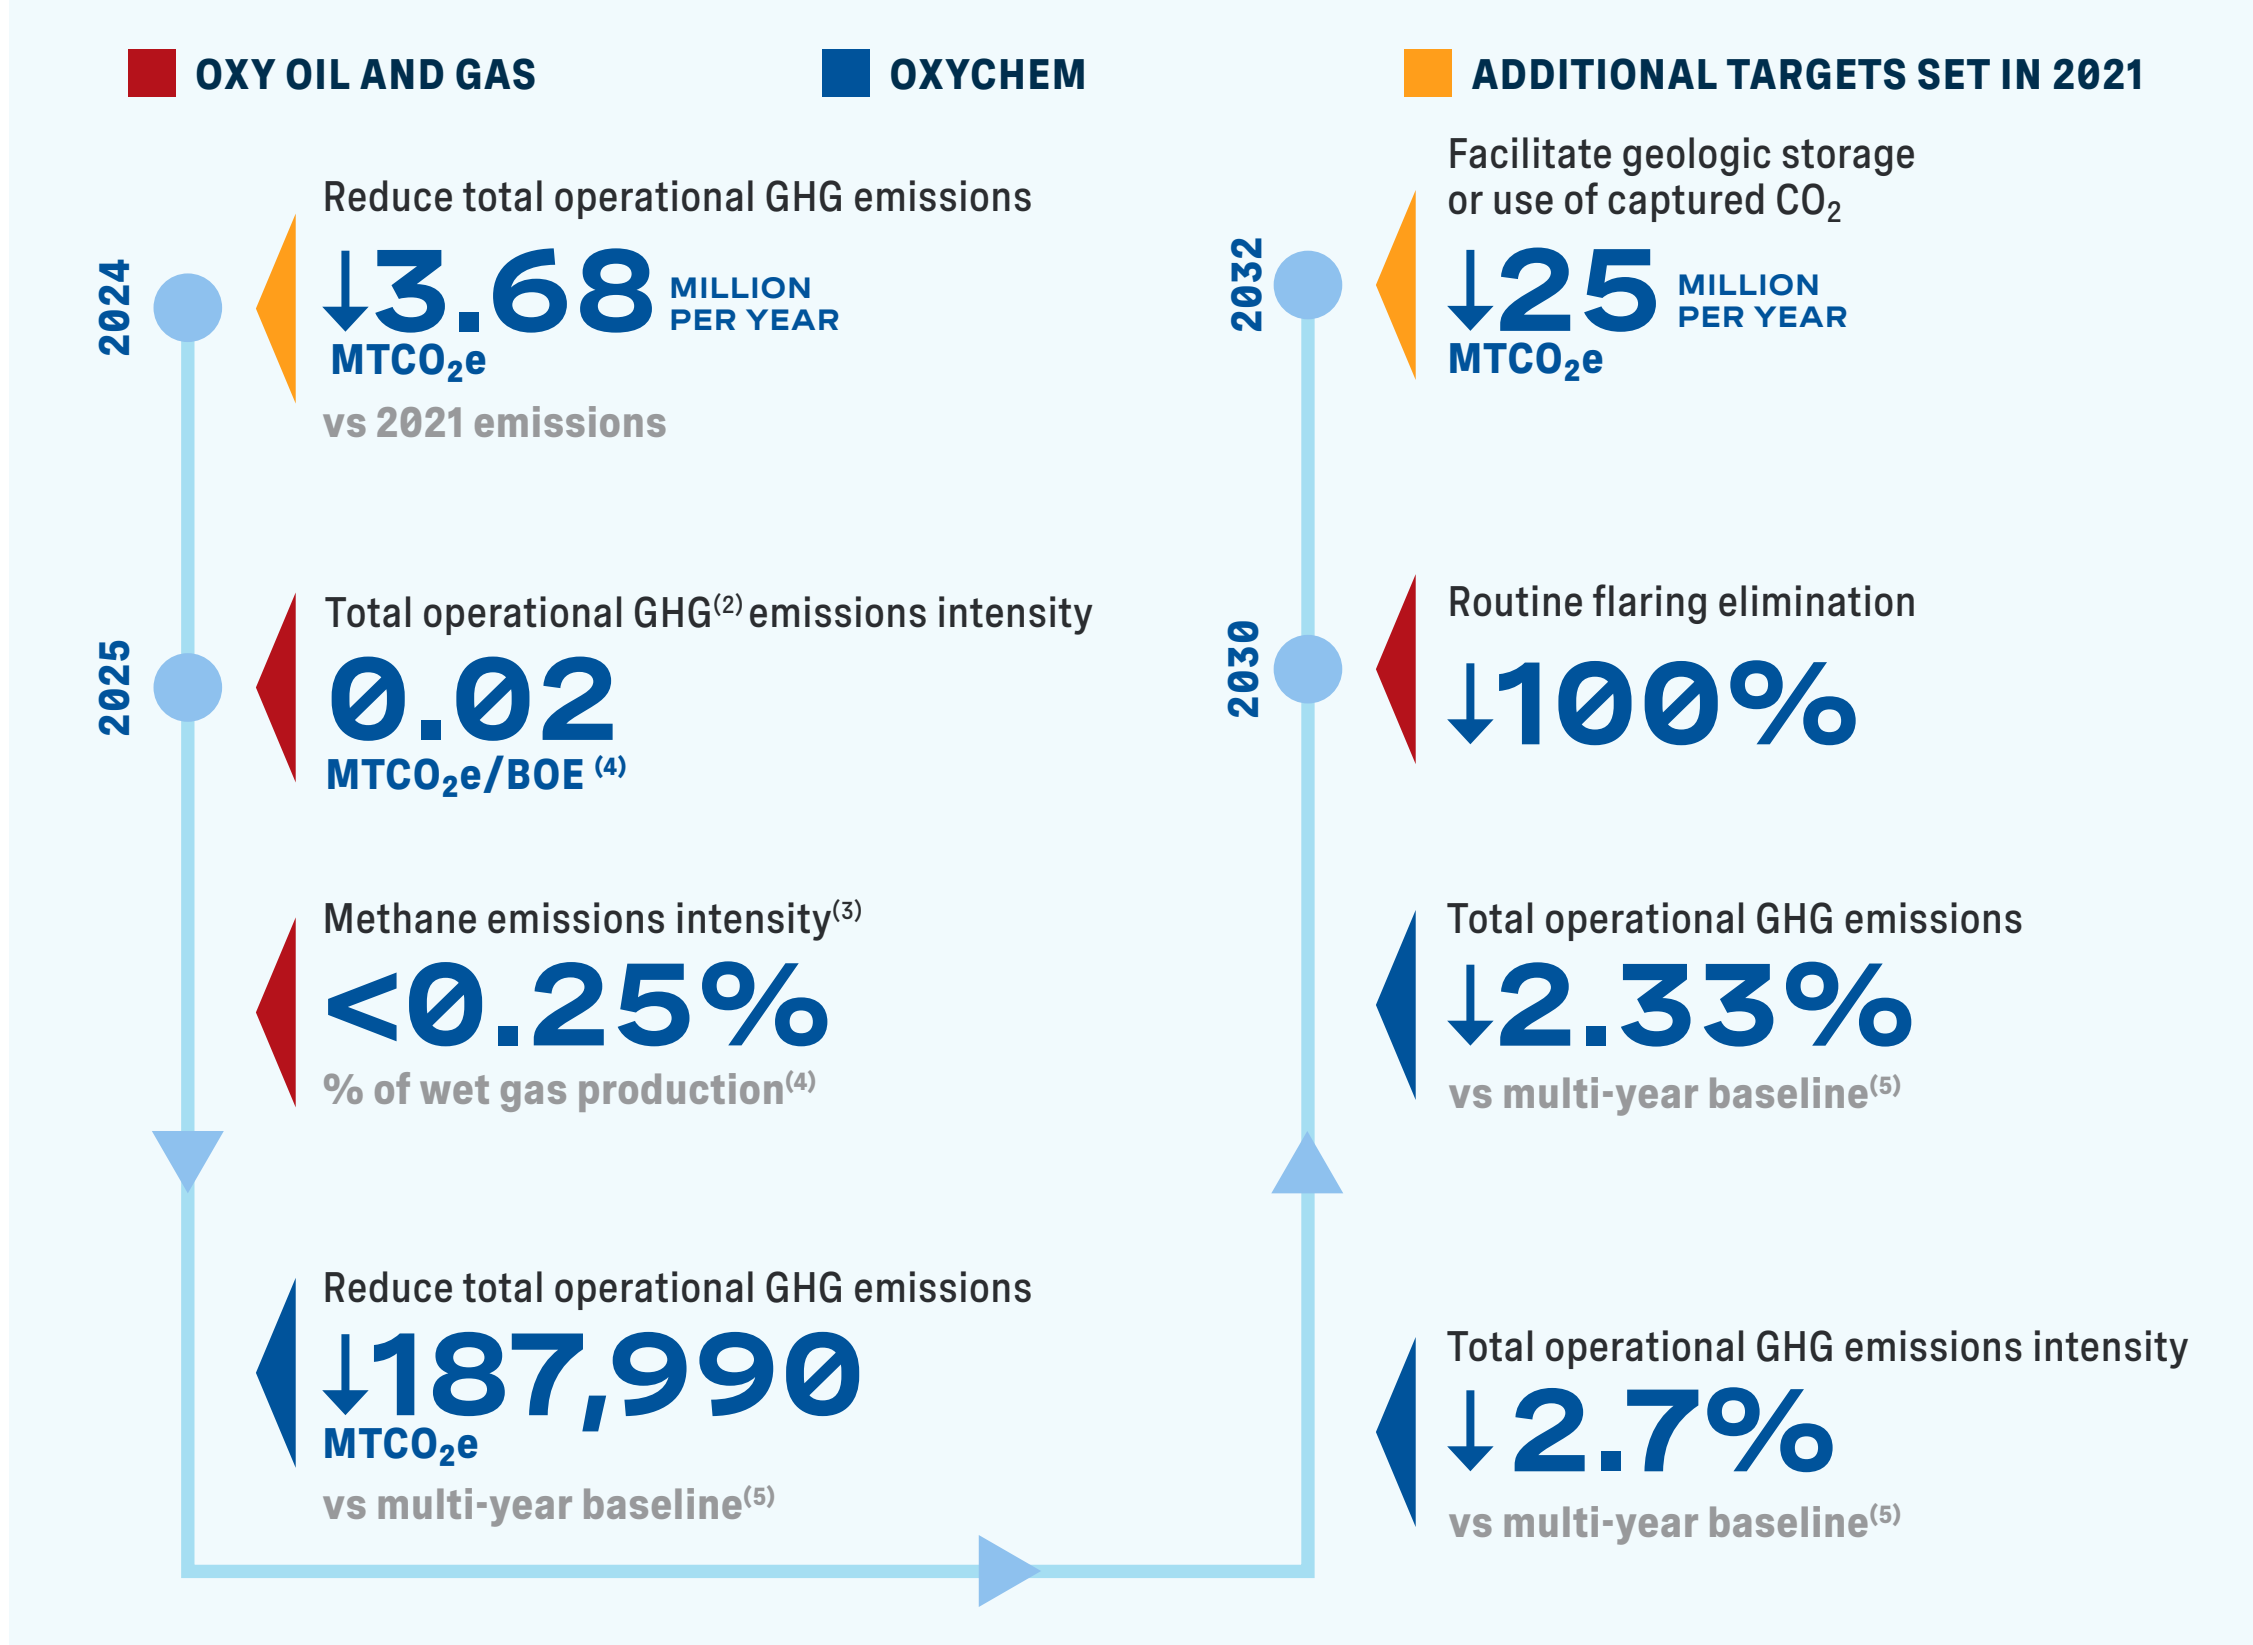 OXY OIL AND GAS
OXYCHEM
ADDITIONAL TARGETS SET IN 2021
2024
Reduce total operational GHG emissions
↓3.68 MILLION
PER YEAR
MTCO₂e
vs 2021 emissions
2025
Total operational GHG⁽²⁾ emissions intensity
0.02
MTCO₂e/BOE ⁽⁴⁾
Methane emissions intensity⁽³⁾
<0.25%
% of wet gas production⁽⁴⁾
Reduce total operational GHG emissions
↓187,990
MTCO₂e
vs multi-year baseline⁽⁵⁾
2032
Facilitate geologic storage
or use of captured CO₂
↓25 MILLION
PER YEAR
MTCO₂e
2030
Routine flaring elimination
↓100%
Total operational GHG emissions
↓2.33%
vs multi-year baseline⁽⁵⁾
Total operational GHG emissions intensity
↓2.7%
vs multi-year baseline⁽⁵⁾